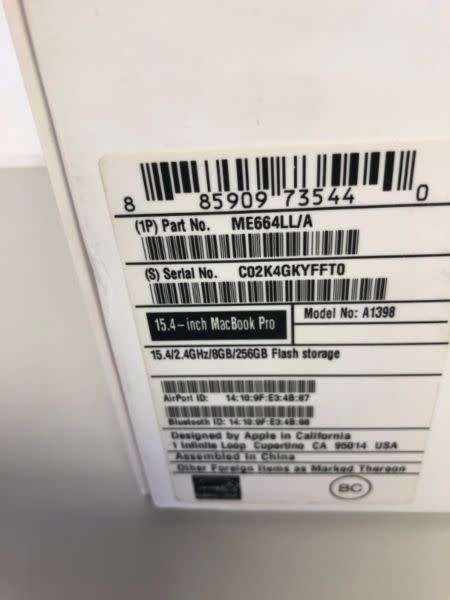 8 85909 73544 0
(1P) Part No. ME664LL/A
(S) Serial No. C02K4GKYFFT0
15.4-inch MacBook Pro
Model No: A1398
15.4/2.4GHz/8GB/256GB Flash storage
AirPort ID: 14:10:9F:E3:4B:87
Bluetooth ID: 14:10:9F:E3:4B:88
Designed by Apple in California
1 Infinite Loop Cupertino CA 95014 USA
Assembled in China
Other Foreign Items as Marked Thereon
BC